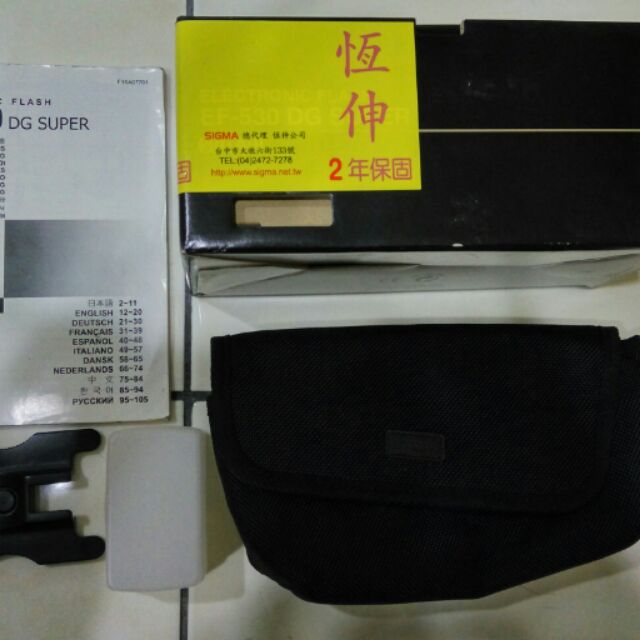 F15A07701
FLASH
DG SUPER
日本語 2~11
ENGLISH 12~20
DEUTSCH 21~30
FRANÇAIS 31~39
ESPAÑOL 40~48
ITALIANO 49~57
DANSK 58~65
NEDERLANDS 66~74
中文 75~84
한국어 85~94
РУССКИЙ 95~105
恆伸
ELECTRONIC FL
EF-530 DG SUPER
SIGMA 總代理 恆伸公司
台中市大墩六街133號
TEL:(04)2472-7278
http://www.sigma.net.tw
2年保固